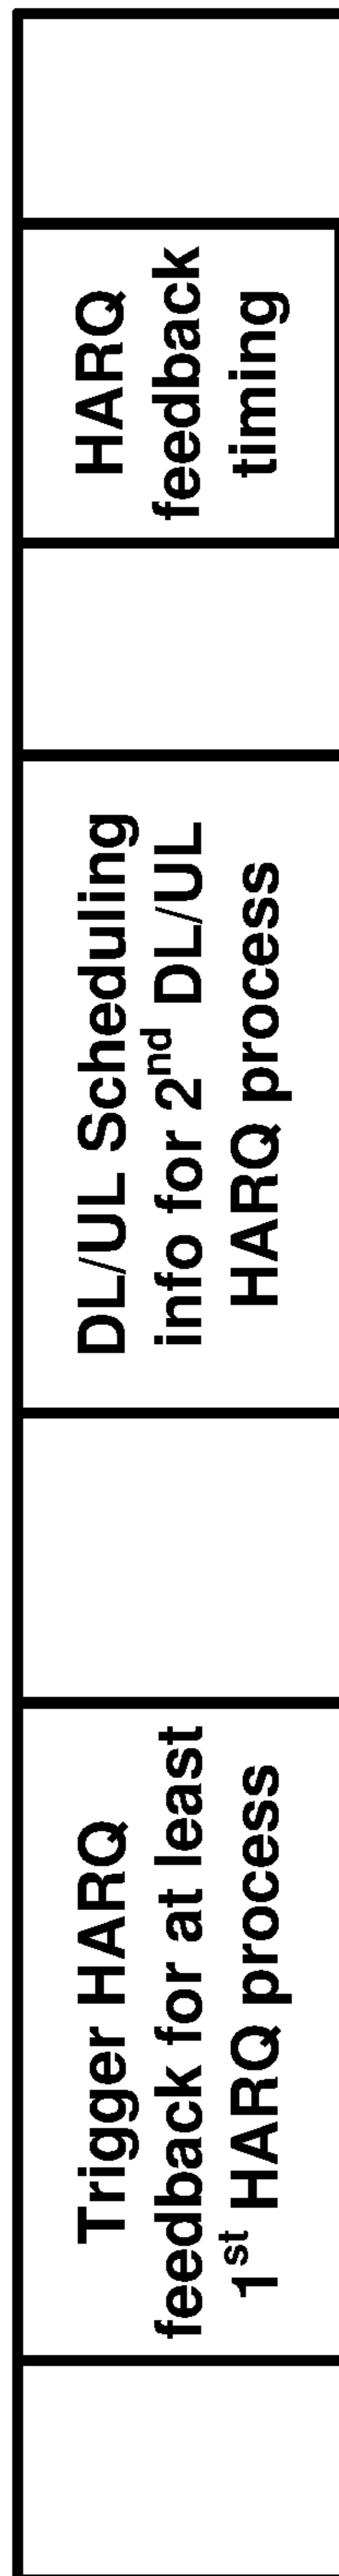 Trigger HARQ
feedback for at least
1st HARQ process
DL/UL Scheduling
info for 2nd DL/UL
HARQ process
HARQ
feedback
timing